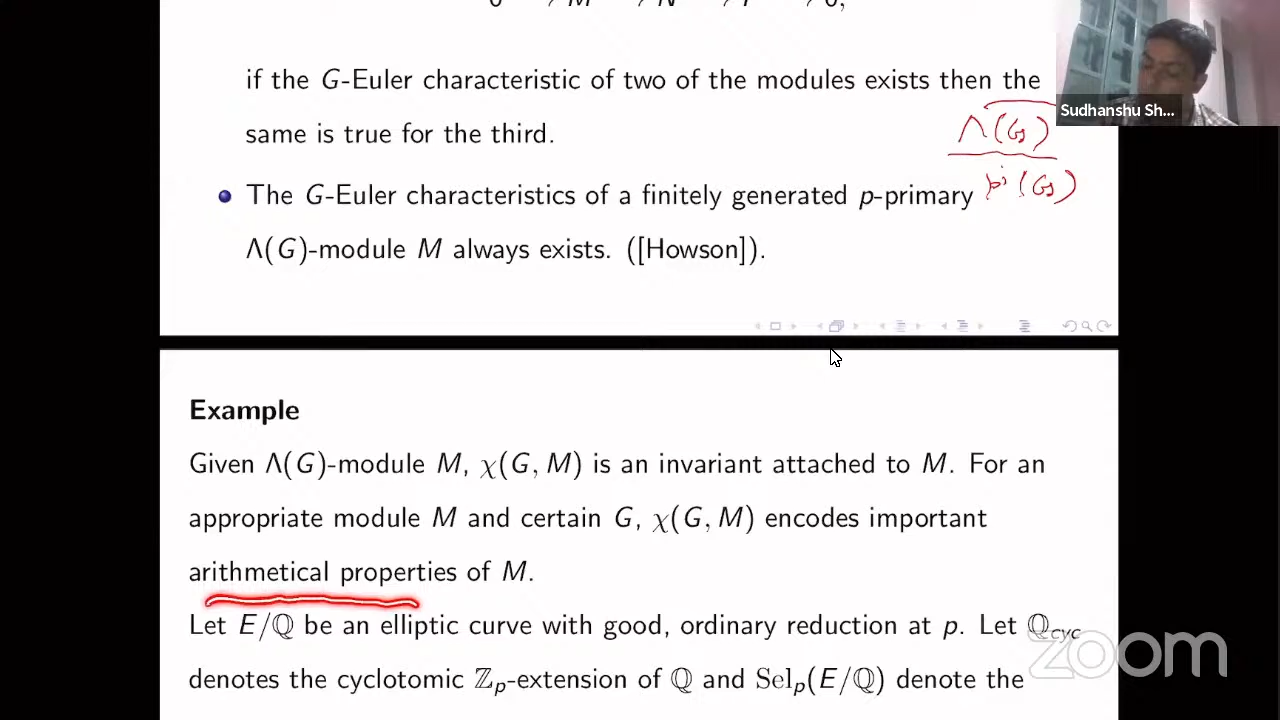 if the G-Euler characteristic of two of the modules exists then the
Sudhanshu Sh...
same is true for the third.
Λ(G)
The G-Euler characteristics of a finitely generated p-primary
Λ(G)-module M always exists. ([Howson]).
Example
Given Λ(G)-module M, χ(G, M) is an invariant attached to M. For an
appropriate module M and certain G, χ(G, M) encodes important
arithmetical properties of M.
Let E/ℚ be an elliptic curve with good, ordinary reduction at p. Let ℚcyc
denotes the cyclotomic ℤp-extension of ℚ and Selp(E/ℚ) denote the
zoom